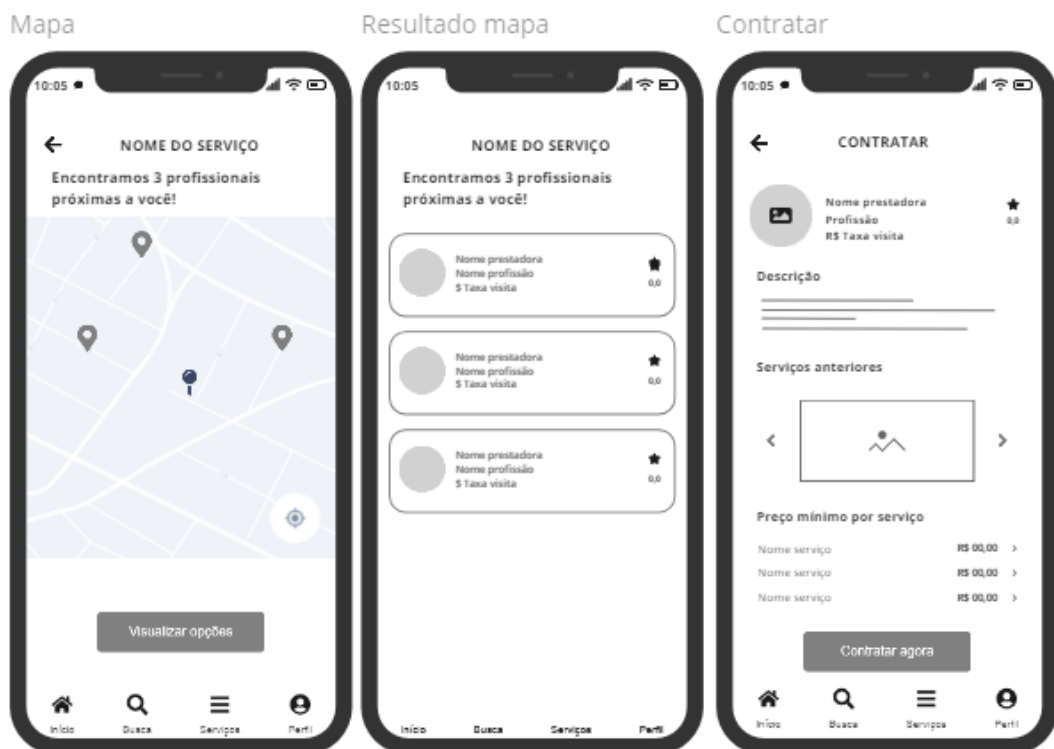 Mapa
10:05
NOME DO SERVIÇO
Encontramos 3 profissionais
próximas a você!
Visualizar opções
Início
Busca
Serviços
Perfil
Resultado mapa
10:05
NOME DO SERVIÇO
Encontramos 3 profissionais
próximas a você!
Nome prestadora
Nome profissão
$ Taxa visita
0,0
Nome prestadora
Nome profissão
$ Taxa visita
0,0
Nome prestadora
Nome profissão
$ Taxa visita
0,0
Início
Busca
Serviços
Perfil
Contratar
10:05
CONTRATAR
Nome prestadora
Profissão
R$ Taxa visita
0,0
Descrição
Serviços anteriores
Preço mínimo por serviço
Nome serviço R$ 00,00
Nome serviço R$ 00,00
Nome serviço R$ 00,00
Contratar agora
Início
Busca
Serviços
Perfil